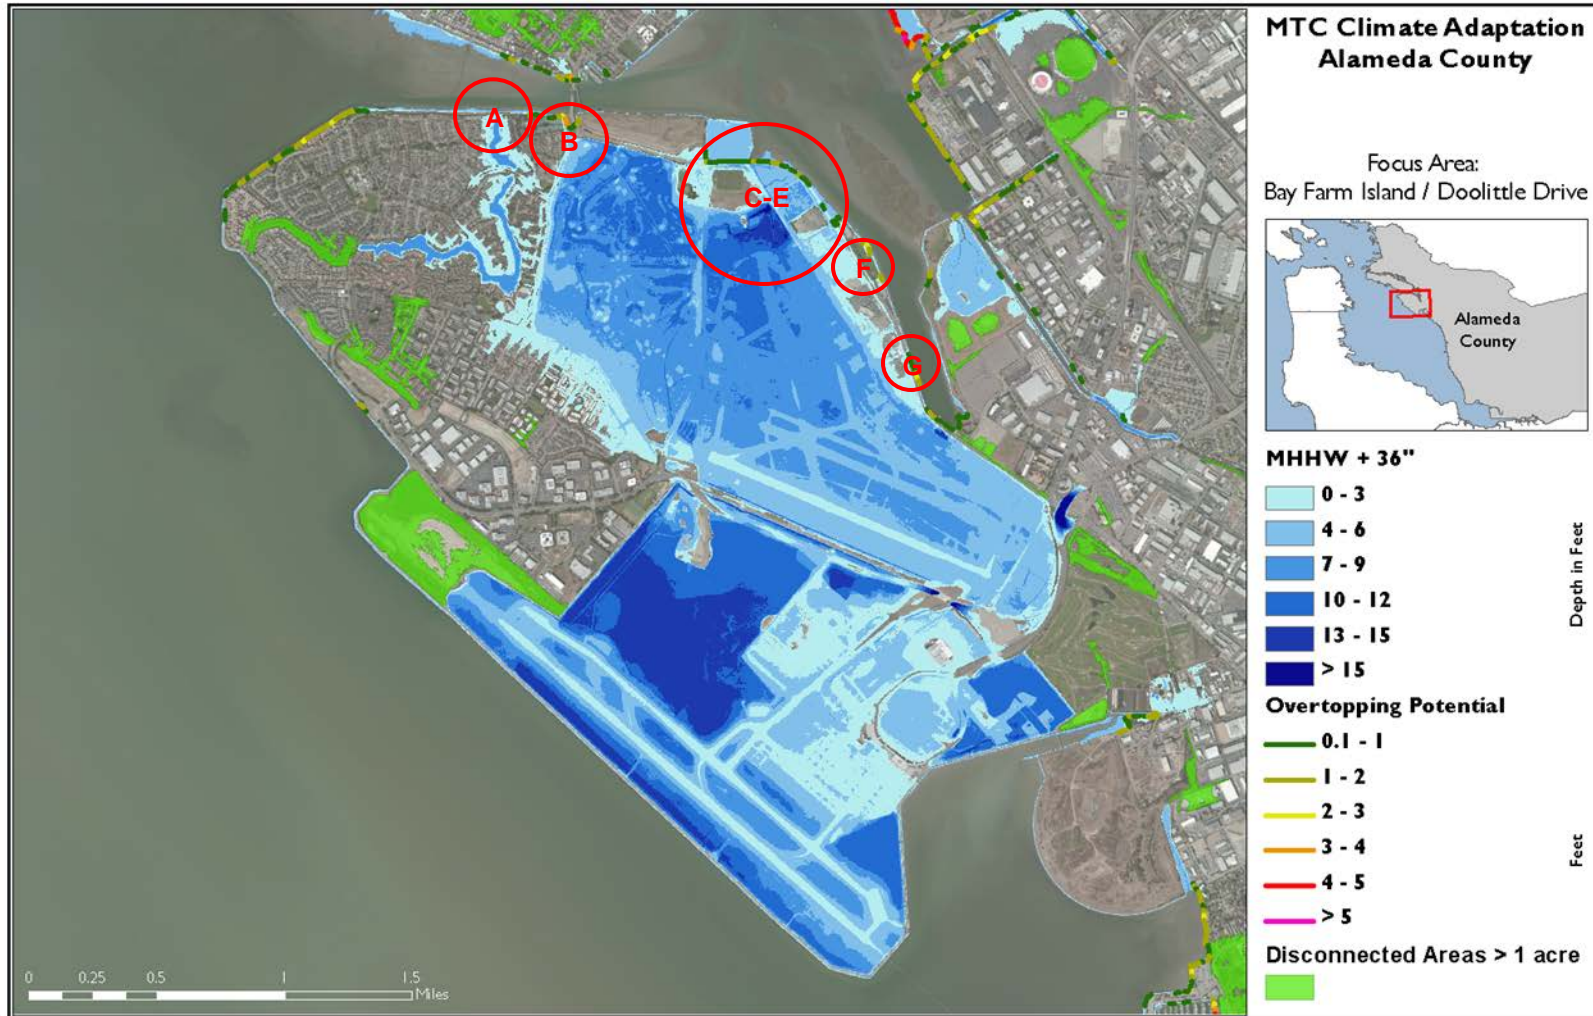 MTC Climate Adaptation
Alameda County
Focus Area:
Bay Farm Island / Doolittle Drive
Alameda
County
MHHW + 36"
0 - 3
4 - 6
7 - 9
10 - 12
13 - 15
> 15
Depth in Feet
Overtopping Potential
0.1 - 1
1 - 2
2 - 3
3 - 4
4 - 5
> 5
Feet
Disconnected Areas > 1 acre
A
B
C-E
F
G
0 0.25 0.5 1 1.5
Miles